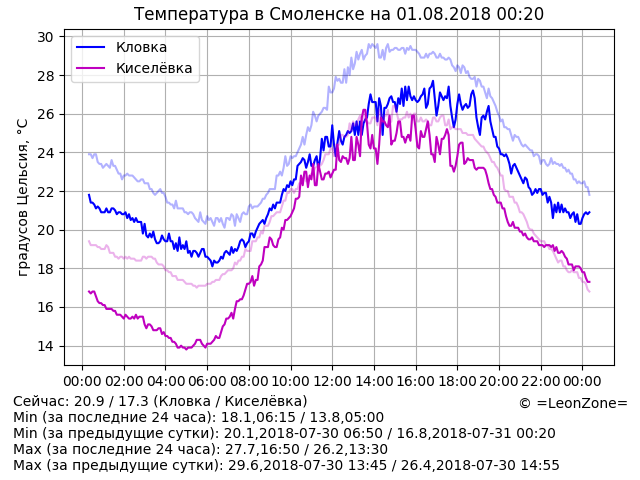 Температура в Смоленске на 01.08.2018 00:20
Кловка
Киселёвка
градусов Цельсия, °C
30
28
26
24
22
20
18
16
14
00:00 02:00 04:00 06:00 08:00 10:00 12:00 14:00 16:00 18:00 20:00 22:00 00:00
Сейчас: 20.9 / 17.3 (Кловка / Киселёвка)
© =LeonZone=
Min (за последние 24 часа): 18.1,06:15 / 13.8,05:00
Min (за предыдущие сутки): 20.1,2018-07-30 06:50 / 16.8,2018-07-31 00:20
Max (за последние 24 часа): 27.7,16:50 / 26.2,13:30
Max (за предыдущие сутки): 29.6,2018-07-30 13:45 / 26.4,2018-07-30 14:55